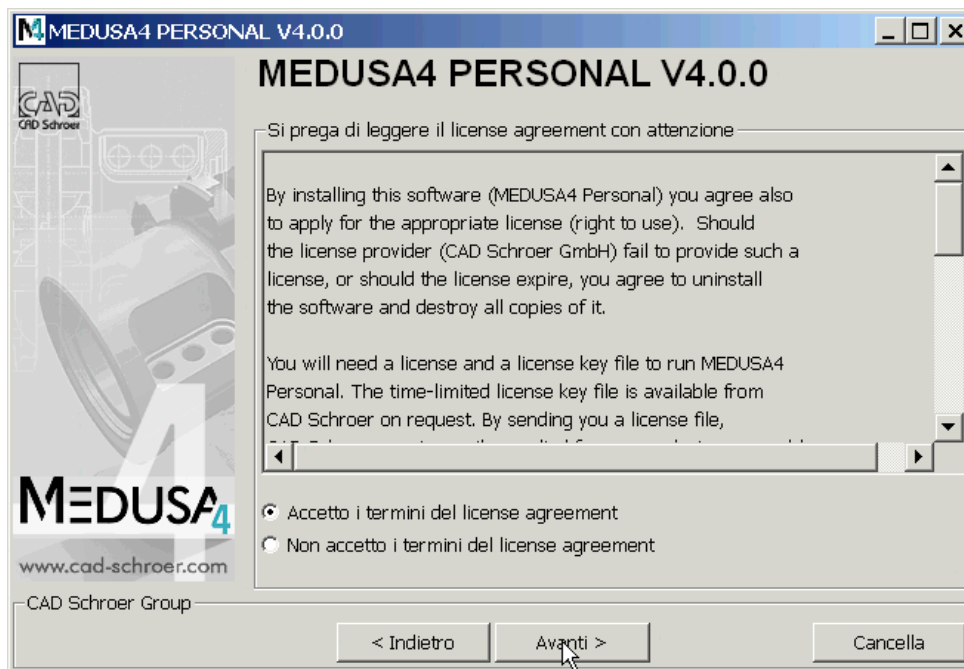 MEDUSA4 PERSONAL V4.0.0
CAD
CAD Schroer
MEDUSA4 PERSONAL V4.0.0
Si prega di leggere il license agreement con attenzione
By installing this software (MEDUSA4 Personal) you agree also
to apply for the appropriate license (right to use). Should
the license provider (CAD Schroer GmbH) fail to provide such a
license, or should the license expire, you agree to uninstall
the software and destroy all copies of it.
You will need a license and a license key file to run MEDUSA4
Personal. The time-limited license key file is available from
CAD Schroer on request. By sending you a license file,
Accetto i termini del license agreement
Non accetto i termini del license agreement
MEDUSA4
www.cad-schroer.com
CAD Schroer Group
< Indietro
Avanti >
Cancella